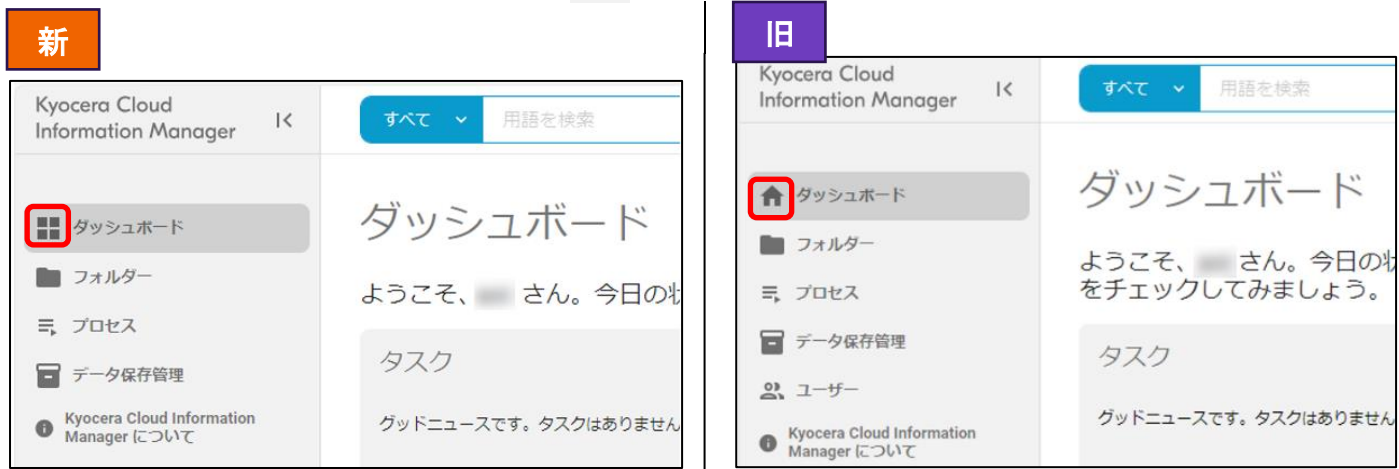 新
Kyocera Cloud
Information Manager
すべて
用語を検索
ダッシュボード
フォルダー
プロセス
データ保存管理
Kyocera Cloud Information
Manager について
ダッシュボード
ようこそ、 さん。今日の
タスク
グッドニュースです。タスクはありません
旧
Kyocera Cloud
Information Manager
すべて
用語を検索
ダッシュボード
フォルダー
プロセス
データ保存管理
ユーザー
Kyocera Cloud Information
Manager について
ダッシュボード
ようこそ、 さん。今日の
をチェックしてみましょう。
タスク
グッドニュースです。タスクはありません